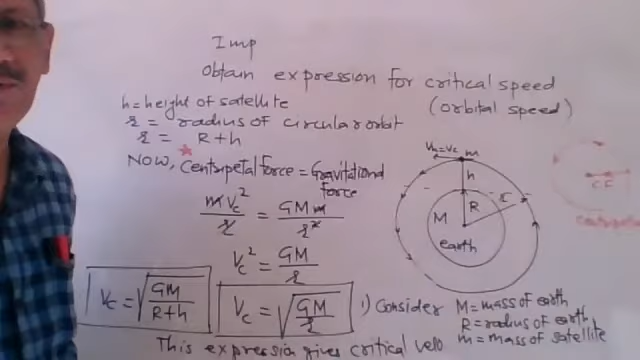 Imp
Obtain expression for critical speed
(orbital speed)
h = height of satellite
r = radius of circular orbit
r = R + h
Now, Centripetal force = Gravitational
force
mVc²/r = GMm/r²
Vc² = GM/r
Vc = √GM/R+h
Vc = √GM/r
Vh = Vc m
h
R r
M
earth
C.F.
1) Consider M = mass of earth
R = radius of earth
m = mass of satellite
This expression gives critical velo